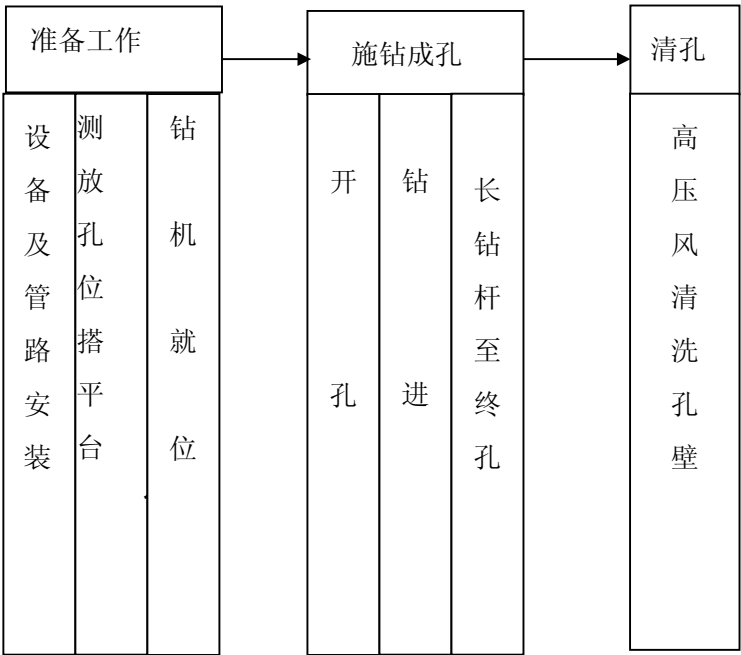 准备工作
施钻成孔
清孔
设备及管路安装
测放孔位搭平台
钻机就位
开孔
钻进
长钻杆至终孔
高压风清洗孔壁